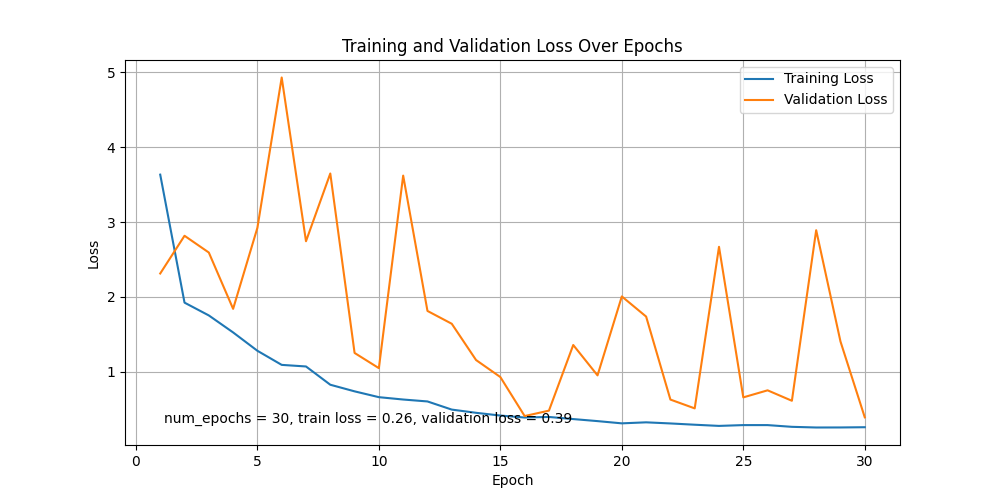 Training and Validation Loss Over Epochs
Training Loss
Validation Loss
5
4
3
2
1
Loss
num_epochs = 30, train loss = 0.26, validation loss = 0.39
0 5 10 15 20 25 30
Epoch